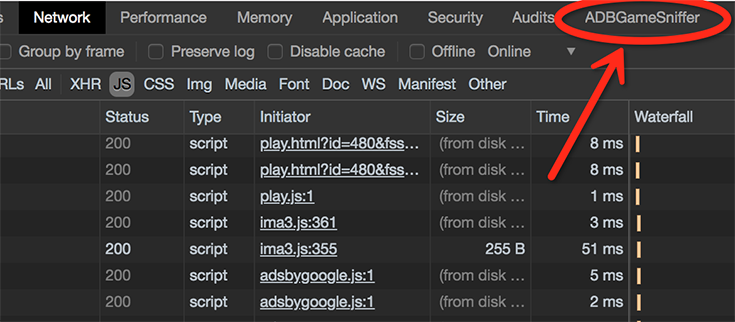 s Network Performance Memory Application Security Audits ADBGameSniffer
Group by frame Preserve log Disable cache Offline Online
RLs All XHR JS CSS Img Media Font Doc WS Manifest Other
Status Type Initiator Size Time Waterfall
200 script play.html?id=480&fss... (from disk ... 8 ms
200 script play.html?id=480&fss... (from disk ... 8 ms
200 script play.js:1 (from disk ... 1 ms
200 script ima3.js:361 (from disk ... 3 ms
200 script ima3.js:355 255 B 51 ms
200 script adsbygoogle.js:1 (from disk ... 5 ms
200 script adsbygoogle.js:1 (from disk ... 2 ms